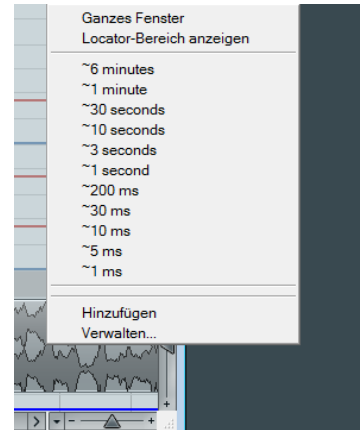 Ganzes Fenster
Locator-Bereich anzeigen
~6 minutes
~1 minute
~30 seconds
~10 seconds
~3 seconds
~1 second
~200 ms
~30 ms
~10 ms
~5 ms
~1 ms
Hinzufügen
Verwalten...